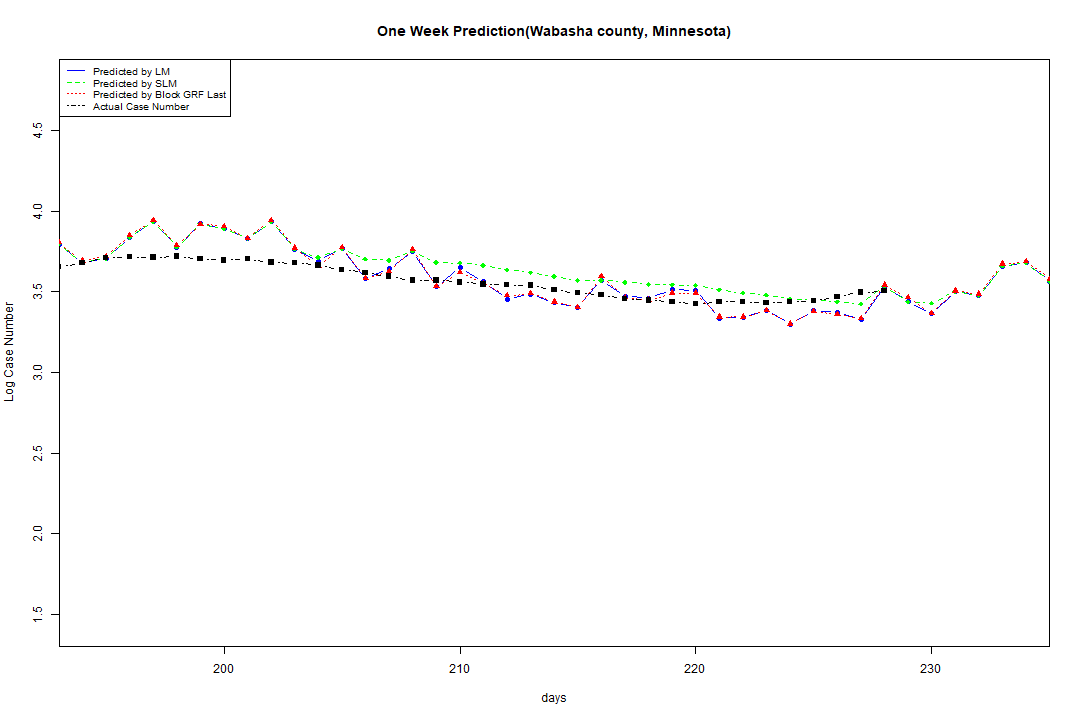 One Week Prediction(Wabasha county, Minnesota)
Predicted by LM
Predicted by SLM
Predicted by Block GRF Last
Actual Case Number
4.5
4.0
3.5
3.0
2.5
2.0
1.5
Log Case Number
200
210
220
230
days